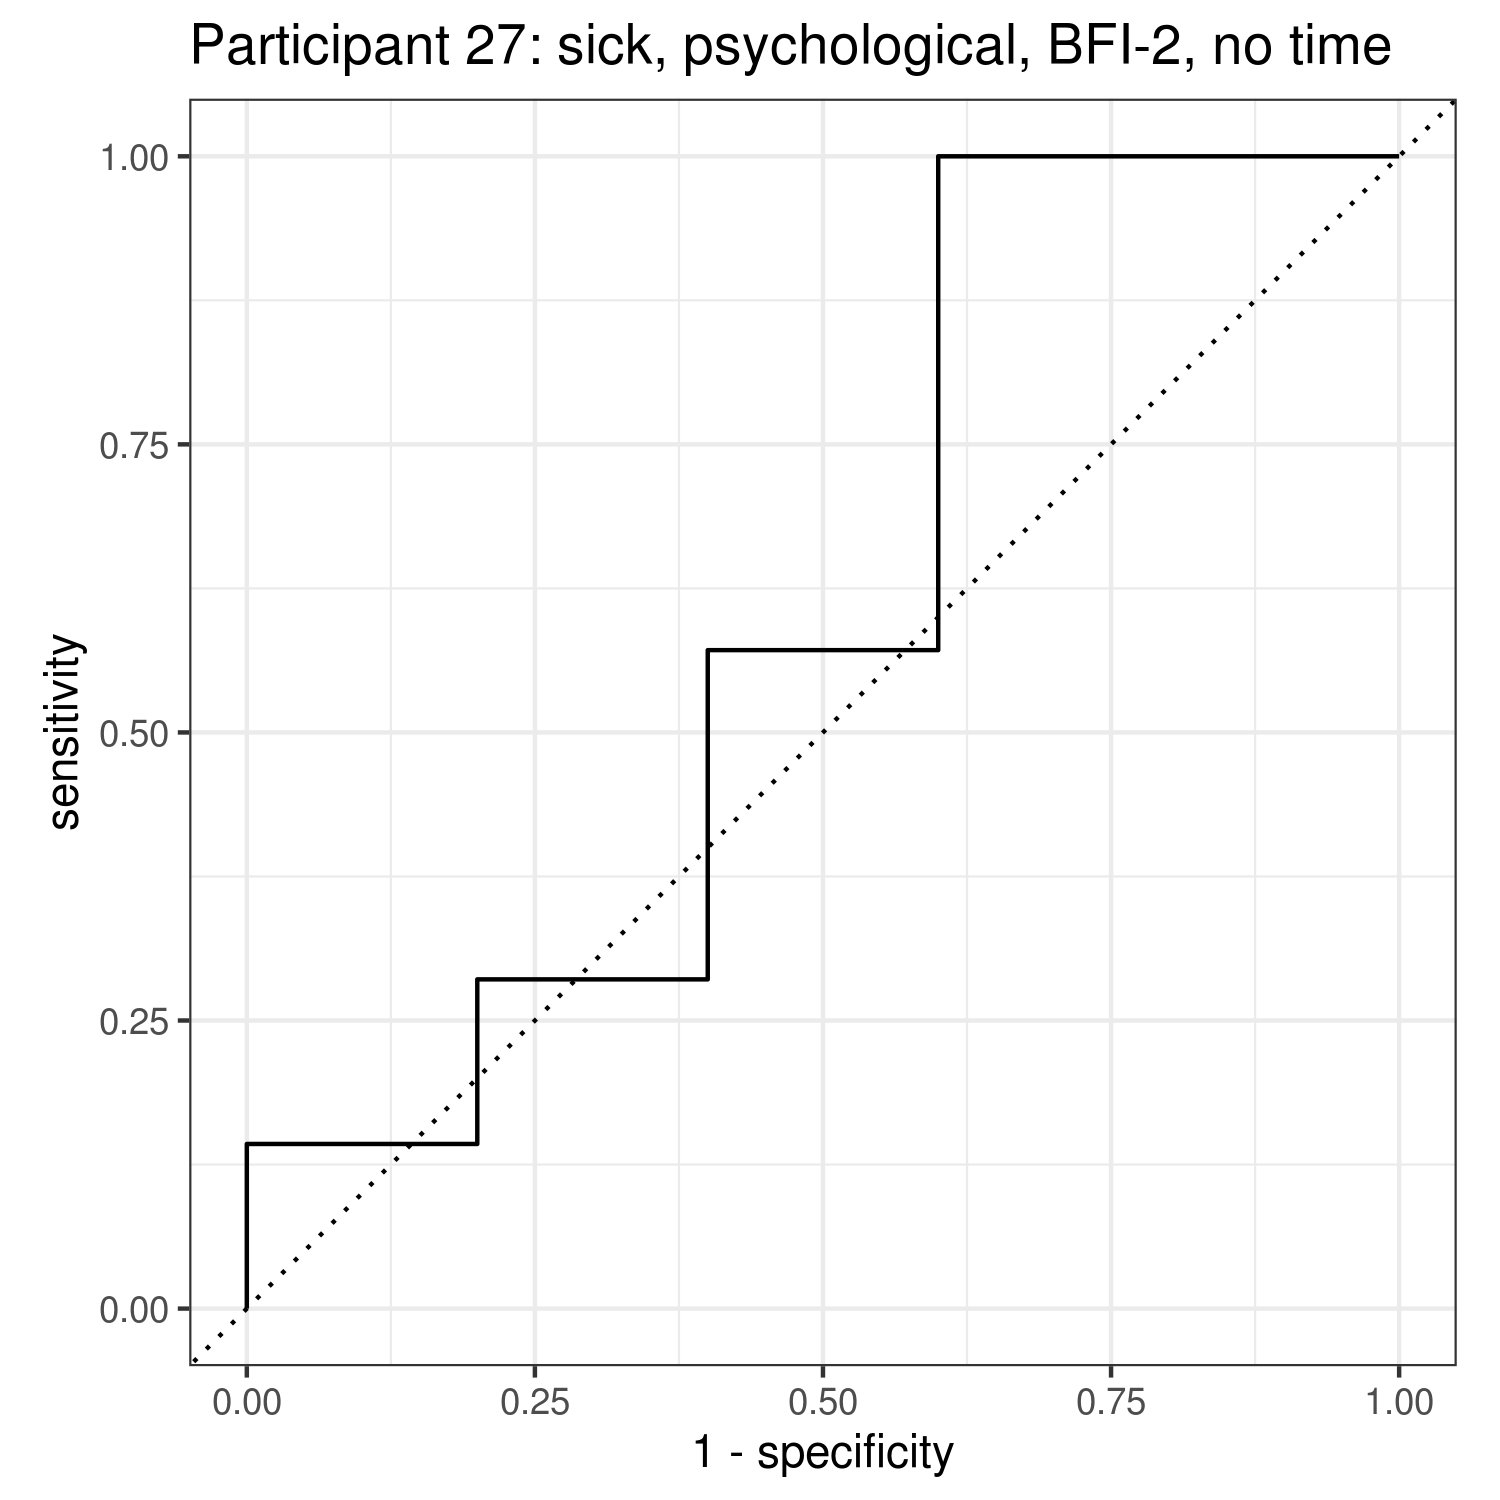 Participant 27: sick, psychological, BFI-2, no time
1.00
0.75
0.50
0.25
0.00
sensitivity
0.00 0.25 0.50 0.75 1.00
1 - specificity